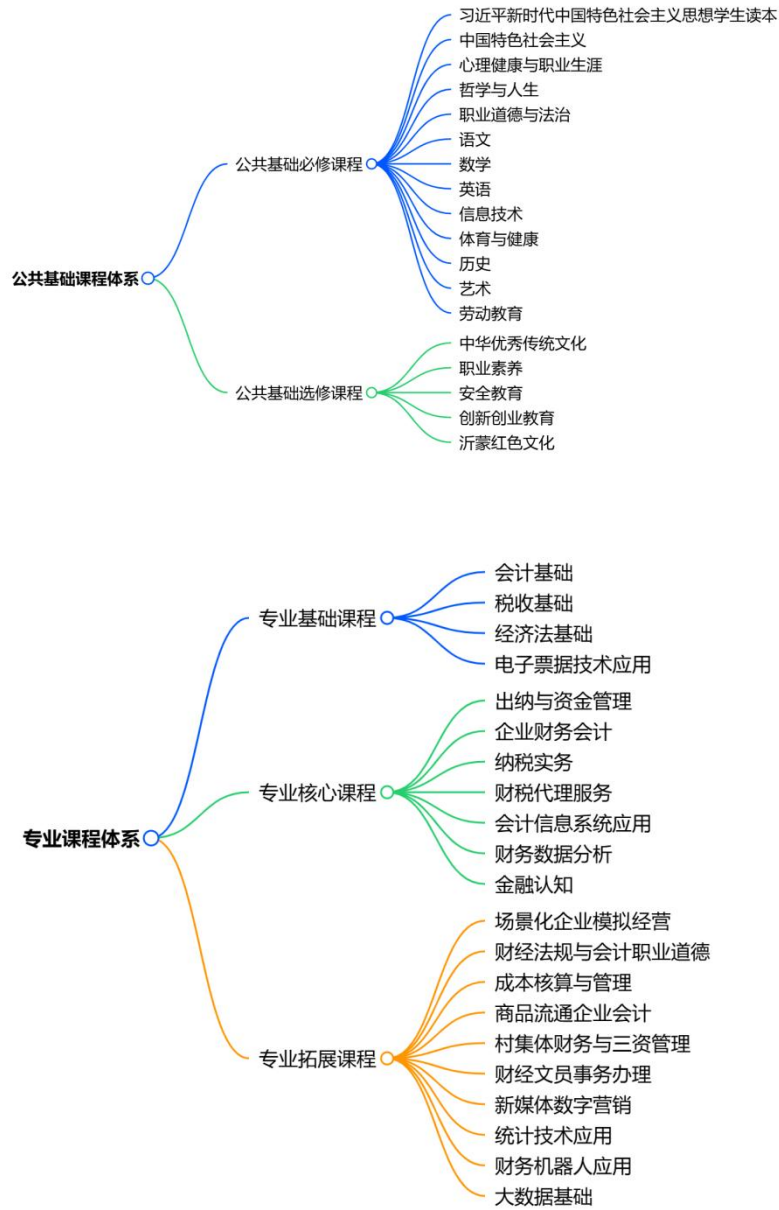 公共基础课程体系
公共基础必修课程
习近平新时代中国特色社会主义思想学生读本
中国特色社会主义
心理健康与职业生涯
哲学与人生
职业道德与法治
语文
数学
英语
信息技术
体育与健康
历史
艺术
劳动教育
公共基础选修课程
中华优秀传统文化
职业素养
安全教育
创新创业教育
沂蒙红色文化
专业课程体系
专业基础课程
会计基础
税收基础
经济法基础
电子票据技术应用
专业核心课程
出纳与资金管理
企业财务会计
纳税实务
财税代理服务
会计信息系统应用
财务数据分析
金融认知
专业拓展课程
场景化企业模拟经营
财经法规与会计职业道德
成本核算与管理
商品流通企业会计
村集体财务与三资管理
财经文员事务办理
新媒体数字营销
统计技术应用
财务机器人应用
大数据基础